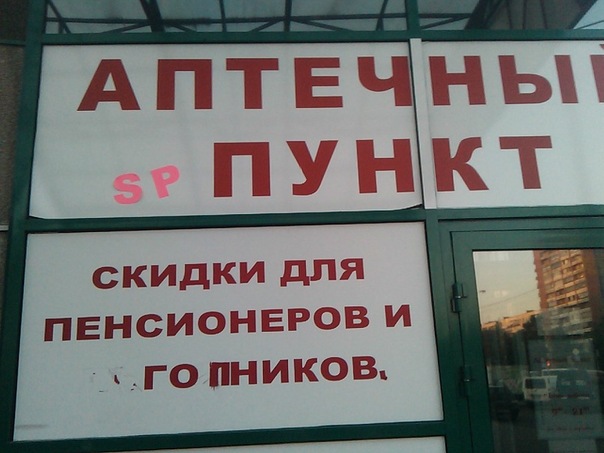 АПТЕЧНЫЙ
SP ПУНКТ
СКИДКИ ДЛЯ
ПЕНСИОНЕРОВ И
ГОПНИКОВ.